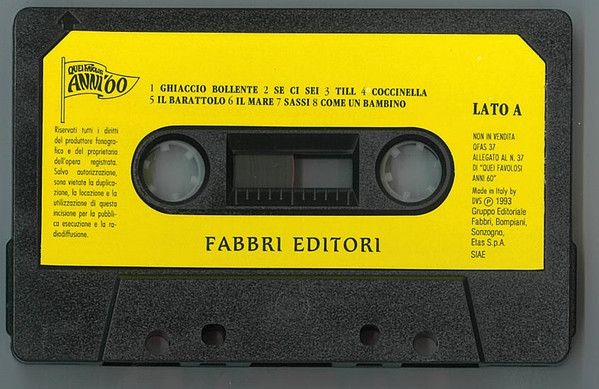 QUEI FAVOLOSI
ANNI '60
1 GHIACCIO BOLLENTE 2 SE CI SEI 3 TILL 4 COCCINELLA
5 IL BARATTOLO 6 IL MARE 7 SASSI 8 COME UN BAMBINO
LATO A
Riservati tutti i diritti
del produttore fonogra-
fico e del proprietario
dell'opera registrata.
Salvo autorizzazione,
sono vietate la duplica-
zione, la locazione e la
utilizzazione di questa
incisione per la pubbli-
ca esecuzione e la ra-
diodiffusione.
NON IN VENDITA
QFAS 37
ALLEGATO AL N. 37
DI "QUEI FAVOLOSI
ANNI 60"
Made in Italy by
DVS Ⓟ 1993
Gruppo Editoriale
Fabbri, Bompiani,
Sonzogno,
Etas S.p.A.
SIAE
FABBRI EDITORI